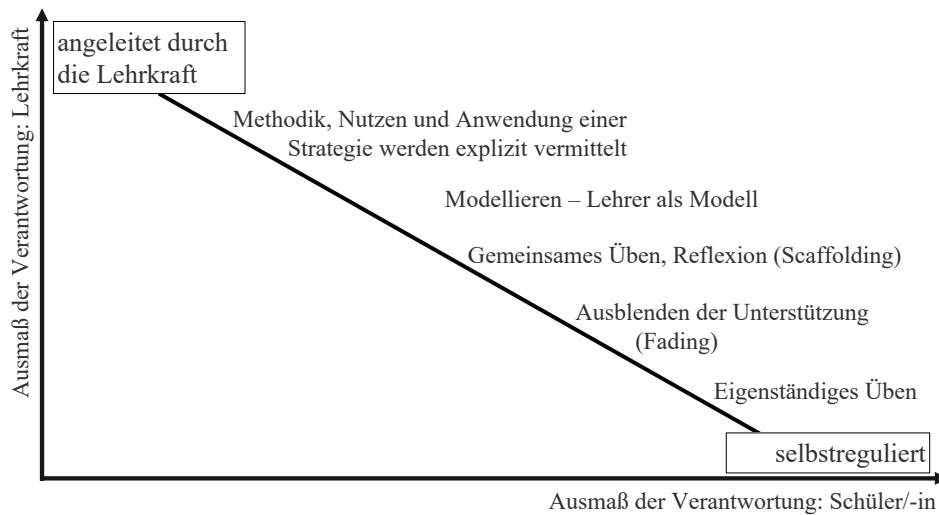 angeleitet durch
die Lehrkraft
Methodik, Nutzen und Anwendung einer
Strategie werden explizit vermittelt
Modellieren – Lehrer als Modell
Gemeinsames Üben, Reflexion (Scaffolding)
Ausblenden der Unterstützung
(Fading)
Eigenständiges Üben
selbstreguliert
Ausmaß der Verantwortung: Lehrkraft
Ausmaß der Verantwortung: Schüler/-in